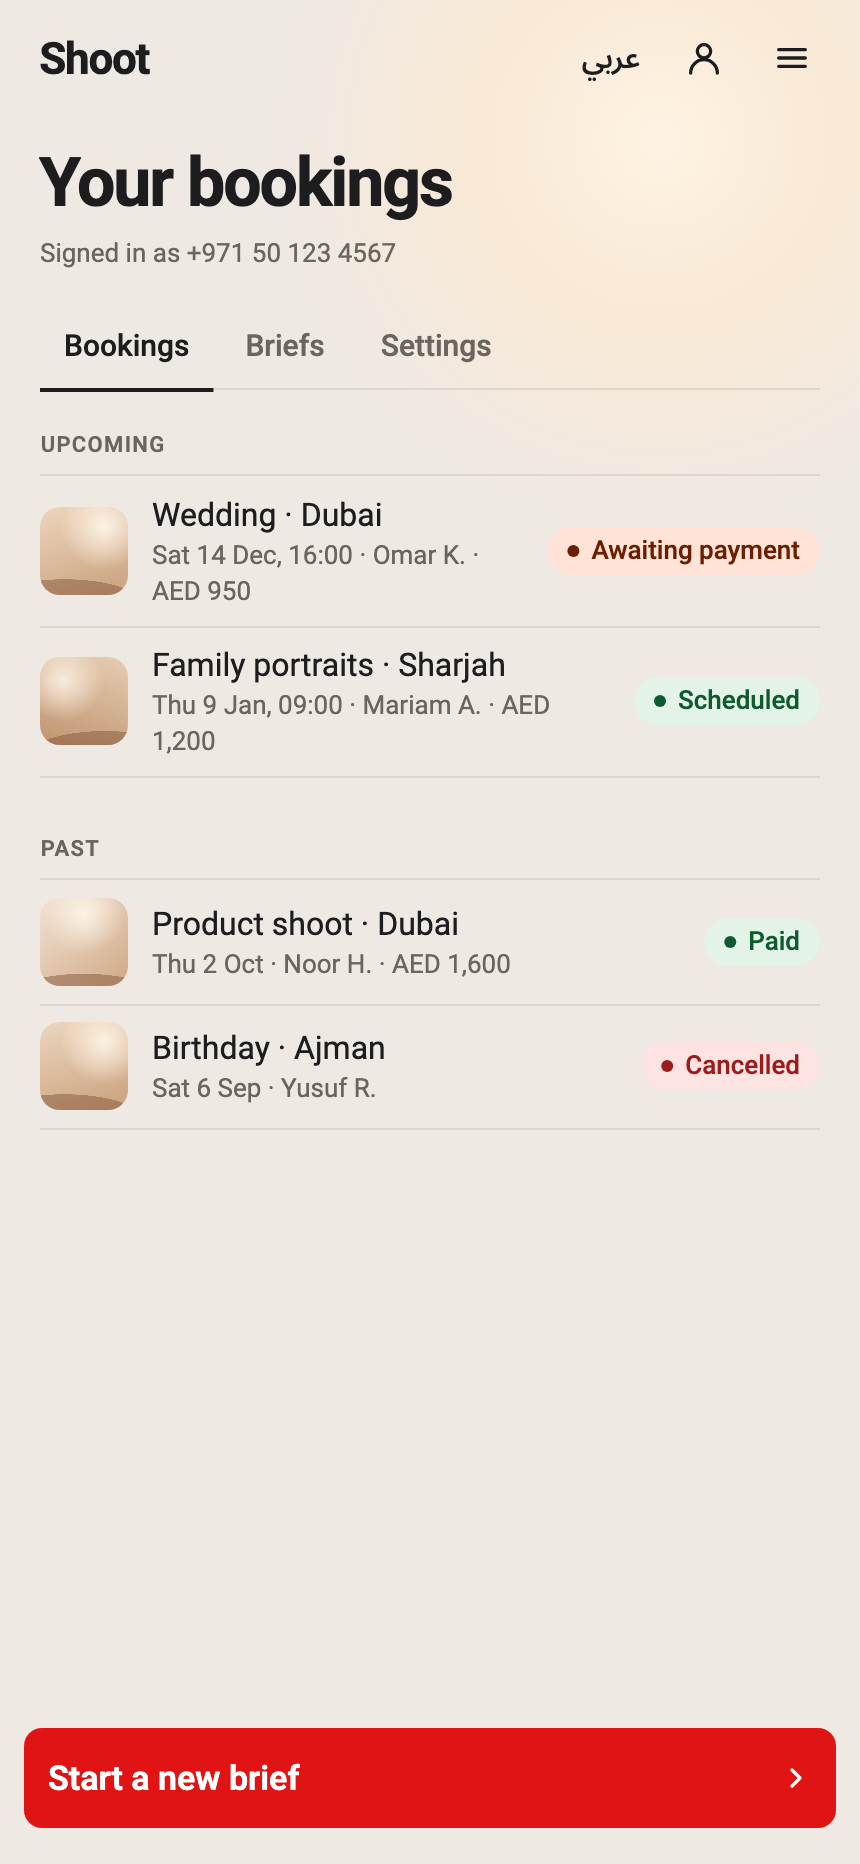 Shoot
عربي
Your bookings
Signed in as +971 50 123 4567
Bookings
Briefs
Settings
UPCOMING
Wedding · Dubai
Sat 14 Dec, 16:00 · Omar K. ·
AED 950
Awaiting payment
Family portraits · Sharjah
Thu 9 Jan, 09:00 · Mariam A. · AED
1,200
Scheduled
PAST
Product shoot · Dubai
Thu 2 Oct · Noor H. · AED 1,600
Paid
Birthday · Ajman
Sat 6 Sep · Yusuf R.
Cancelled
Start a new brief